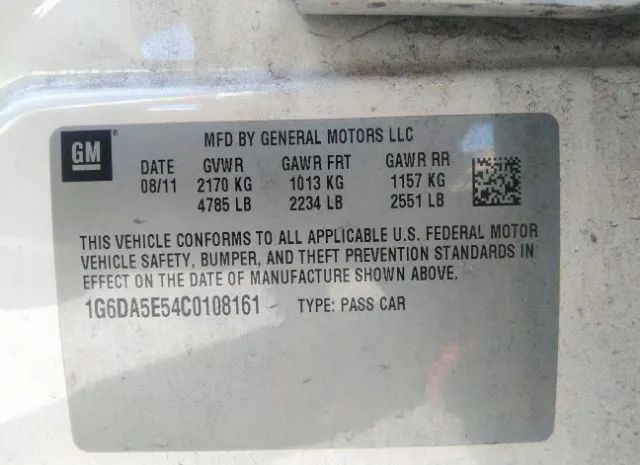 GM®
MFD BY GENERAL MOTORS LLC
DATE GVWR GAWR FRT GAWR RR
08/11 2170 KG 1013 KG 1157 KG
4785 LB 2234 LB 2551 LB
THIS VEHICLE CONFORMS TO ALL APPLICABLE U.S. FEDERAL MOTOR
VEHICLE SAFETY, BUMPER, AND THEFT PREVENTION STANDARDS IN
EFFECT ON THE DATE OF MANUFACTURE SHOWN ABOVE.
1G6DA5E54C0108161 TYPE: PASS CAR